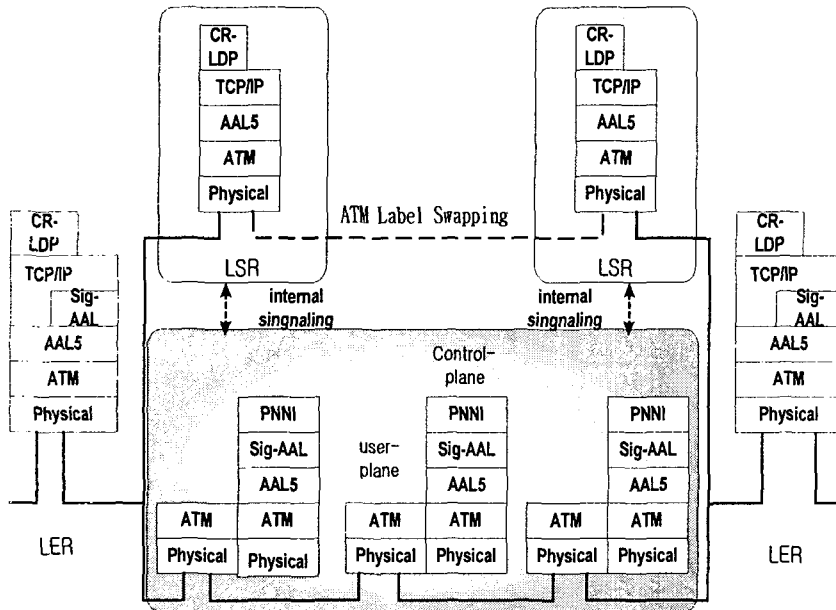 CR-
LDP
TCP/IP
AAL5
ATM
Physical
LSR
CR-
LDP
TCP/IP
AAL5
ATM
Physical
LSR
ATM Label Swapping
CR-
LDP
TCP/IP
Sig-
AAL
AAL5
ATM
Physical
LER
CR-
LDP
TCP/IP
Sig-
AAL
AAL5
ATM
Physical
LER
internal
singnaling
internal
singnaling
Control-
plane
user-
plane
PNNI
Sig-AAL
AAL5
ATM
ATM
Physical
Physical
PNNI
Sig-AAL
AAL5
ATM
ATM
Physical
Physical
PNNI
Sig-AAL
AAL5
ATM
ATM
Physical
Physical